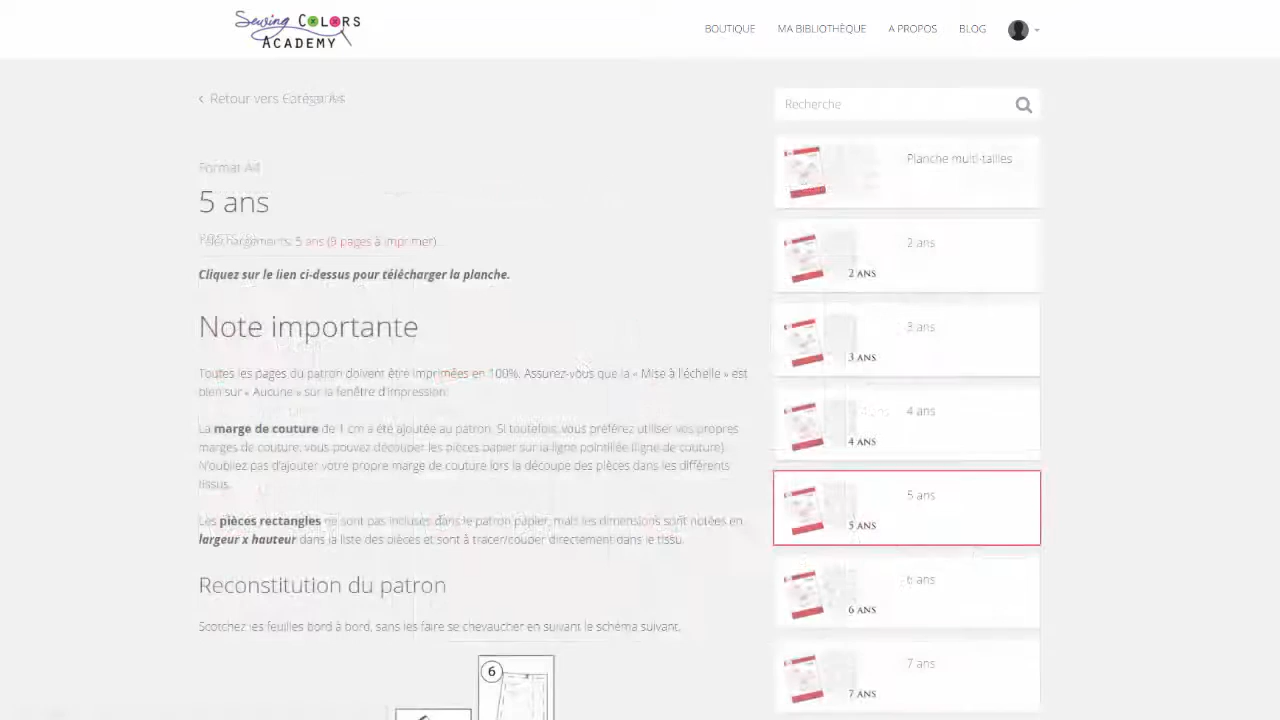 Sewing COLORS
ACADEMY
BOUTIQUE
MA BIBLIOTHÈQUE
A PROPOS
BLOG
Retour vers
Recherche
Format A4
5 ans
5 ans (9 pages à imprimer)
Cliquez sur le lien ci-dessus pour télécharger la planche.
Note importante
Toutes les pages du patron doivent être imprimées en 100%. Assurez-vous que la « Mise à l'échelle » est
bien sur « Aucune » sur la fenêtre d'impression.
La marge de couture de 1 cm a été ajoutée au patron. Si toutefois vous préférez utiliser vos propres
marges de couture, vous pouvez découper les pièces papier sur la ligne pointillée (ligne de couture).
N'oubliez pas d'ajouter votre propre marge de couture lors la découpe des pièces dans les différents
tissus.
Les pièces rectangles ne sont pas incluses dans le patron papier, mais les dimensions sont notées en
largeur x hauteur dans la liste des pièces et sont à tracer/couper directement dans le tissu.
Reconstitution du patron
Scotchez les feuilles bord à bord, sans les faire se chevaucher en suivant le schéma suivant.
6
Planche multi-tailles
2 ans
2 ANS
3 ans
3 ANS
4 ans
4 ANS
5 ans
5 ANS
6 ans
6 ANS
7 ans
7 ANS